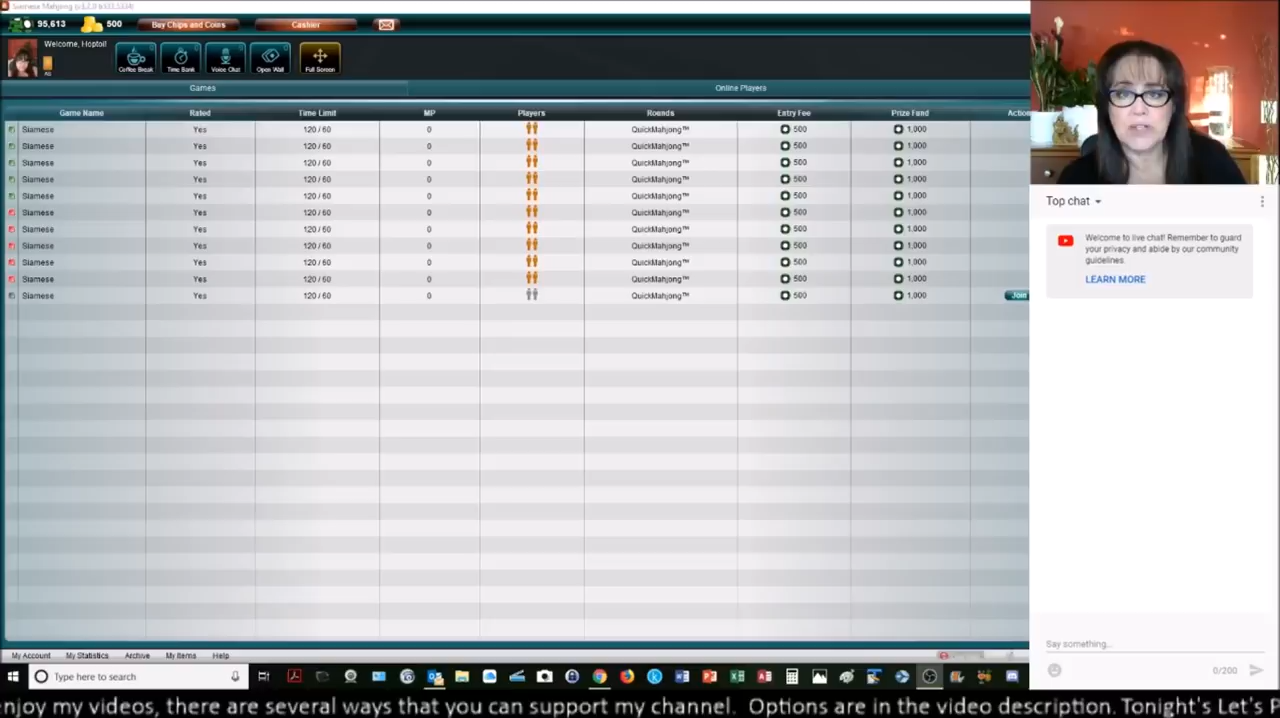 Siamese Mahjong
95,613 500 Buy Chips and Coins Cashier
Welcome, Hoptoi!
Coffee Break Time Bank Voice Chat Open Wall Full Screen
Games Online Players
Game Name Rated Time Limit MP Players Rounds Entry Fee Prize Fund Action
Siamese Yes 120 / 60 0 QuickMahjong™ 500 1,000
Siamese Yes 120 / 60 0 QuickMahjong™ 500 1,000
Siamese Yes 120 / 60 0 QuickMahjong™ 500 1,000
Siamese Yes 120 / 60 0 QuickMahjong™ 500 1,000
Siamese Yes 120 / 60 0 QuickMahjong™ 500 1,000
Siamese Yes 120 / 60 0 QuickMahjong™ 500 1,000
Siamese Yes 120 / 60 0 QuickMahjong™ 500 1,000
Siamese Yes 120 / 60 0 QuickMahjong™ 500 1,000
Siamese Yes 120 / 60 0 QuickMahjong™ 500 1,000
Siamese Yes 120 / 60 0 QuickMahjong™ 500 1,000
Siamese Yes 120 / 60 0 QuickMahjong™ 500 1,000 Join
My Account My Statistics Archive My Items Help
Type here to search
Top chat
Welcome to live chat! Remember to guard
your privacy and abide by our community
guidelines.
LEARN MORE
Say something...
0/200
enjoy my videos, there are several ways that you can support my channel. Options are in the video description. Tonight's Let's P